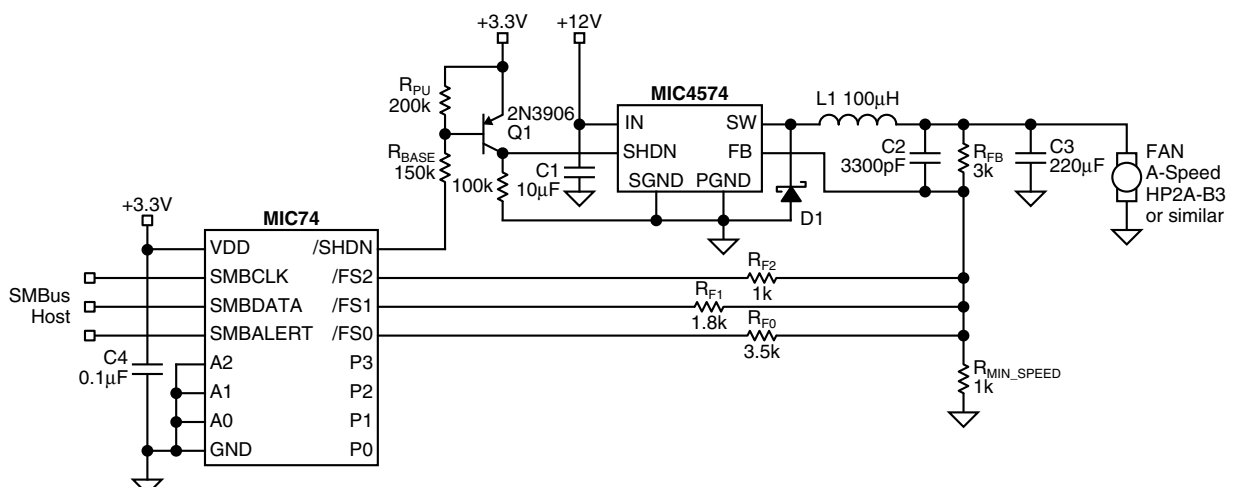 +3.3V
+12V
RPU
200k
2N3906
Q1
RBASE
150k
100k
C1
10µF
MIC4574
IN
SHDN
SGND
PGND
SW
FB
L1 100µH
D1
C2
3300pF
RFB
3k
C3
220µF
FAN
A-Speed
HP2A-B3
or similar
+3.3V
MIC74
VDD
SMBCLK
SMBDATA
SMBALERT
A2
A1
A0
GND
/SHDN
/FS2
/FS1
/FS0
P3
P2
P1
P0
SMBus
Host
C4
0.1µF
RF2
1k
RF1
1.8k
RF0
3.5k
RMIN_SPEED
1k